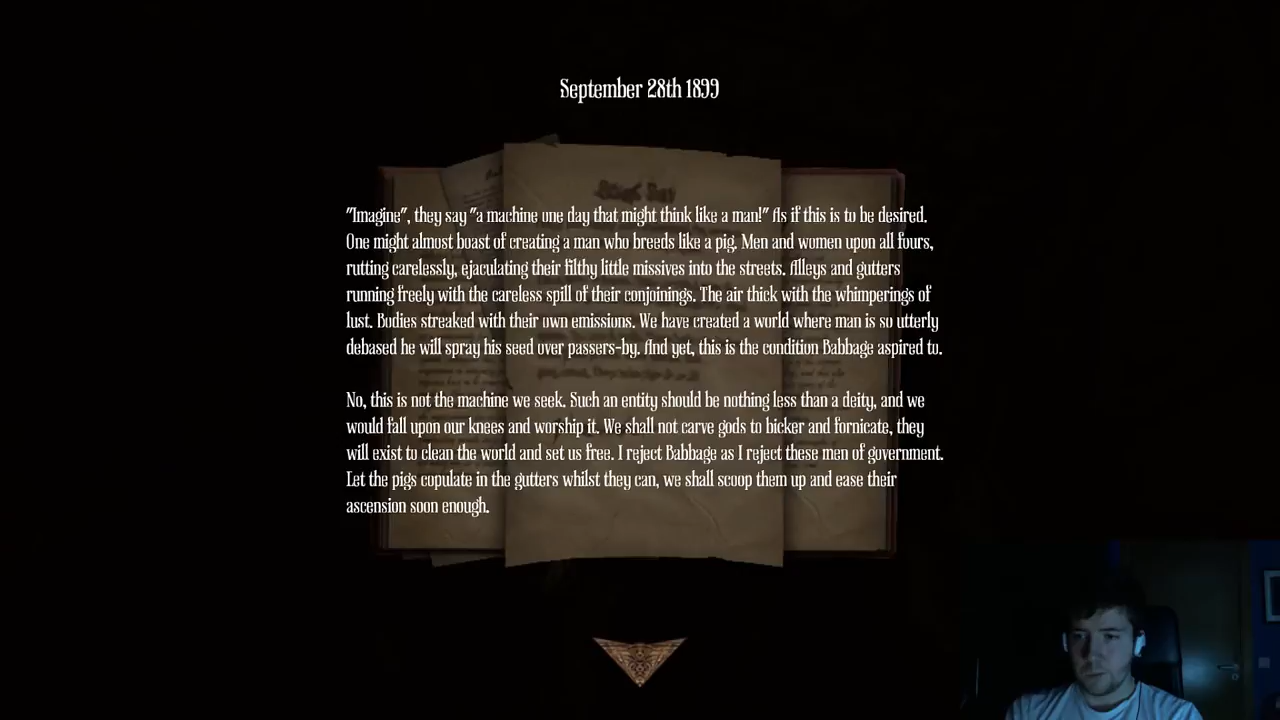 September 28th 1899
"Imagine", they say "a machine one day that might think like a man!" As if this is to be desired.
One might almost boast of creating a man who breeds like a pig. Men and women upon all fours,
rutting carelessly, ejaculating their filthy little missives into the streets. Alleys and gutters
running freely with the careless spill of their conjoinings. The air thick with the whimperings of
lust. Bodies streaked with their own emissions. We have created a world where man is so utterly
debased he will spray his seed over passers-by. And yet, this is the condition Babbage aspired to.
No, this is not the machine we seek. Such an entity should be nothing less than a deity, and we
would fall upon our knees and worship it. We shall not carve gods to bicker and fornicate, they
will exist to clean the world and set us free. I reject Babbage as I reject these men of government.
Let the pigs copulate in the gutters whilst they can, we shall scoop them up and ease their
ascension soon enough.